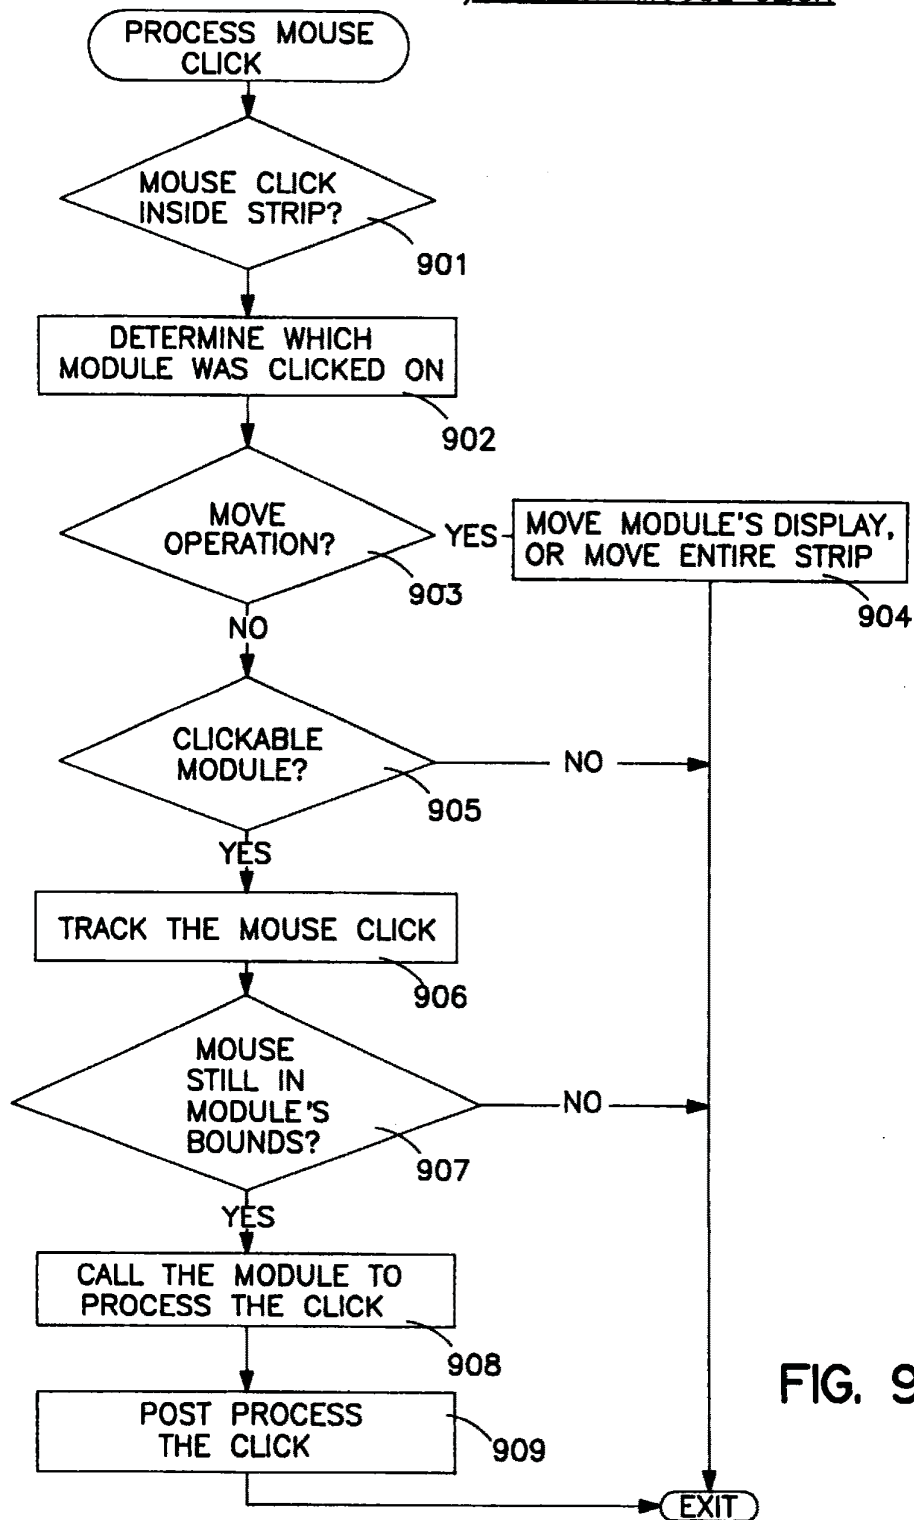 PROCESS MOUSE
CLICK
MOUSE CLICK
INSIDE STRIP?
901
DETERMINE WHICH
MODULE WAS CLICKED ON
902
MOVE
OPERATION?
903
YES
MOVE MODULE'S DISPLAY,
OR MOVE ENTIRE STRIP
904
NO
CLICKABLE
MODULE?
905
NO
YES
TRACK THE MOUSE CLICK
906
MOUSE
STILL IN
MODULE'S
BOUNDS?
907
NO
YES
CALL THE MODULE TO
PROCESS THE CLICK
908
POST PROCESS
THE CLICK
909
EXIT
FIG. 9